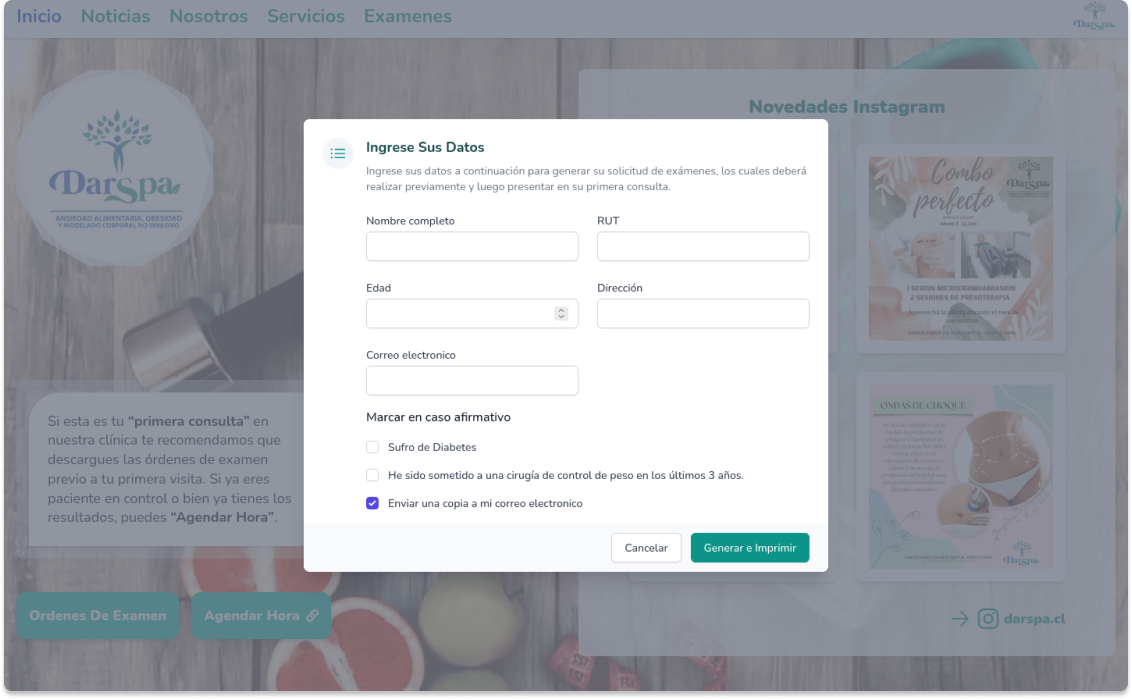 Inicio Noticias Nosotros Servicios Examenes
DarSpa
DarSpa
ANSIEDAD ALIMENTARIA, OBESIDAD
Y MODELADO CORPORAL NO INVASIVO
Si esta es tu “primera consulta” en
nuestra clínica te recomendamos que
descargues las órdenes de examen
previo a tu primera visita. Si ya eres
paciente en control o bien ya tienes los
resultados, puedes “Agendar Hora”.
Ordenes De Examen
Agendar Hora
Ingrese Sus Datos
Ingrese sus datos a continuación para generar su solicitud de exámenes, los cuales deberá
realizar previamente y luego presentar en su primera consulta.
Nombre completo
RUT
Edad
Dirección
Correo electronico
Marcar en caso afirmativo
Sufro de Diabetes
He sido sometido a una cirugía de control de peso en los últimos 3 años.
Enviar una copia a mi correo electronico
Cancelar
Generar e Imprimir
Novedades Instagram
Combo
perfecto
DarSpa
1 SESION MICRODERMOABRASION
2 SESIONES DE PRESOTERAPIA
ONDAS DE CHOQUE
DarSpa
darspa.cl